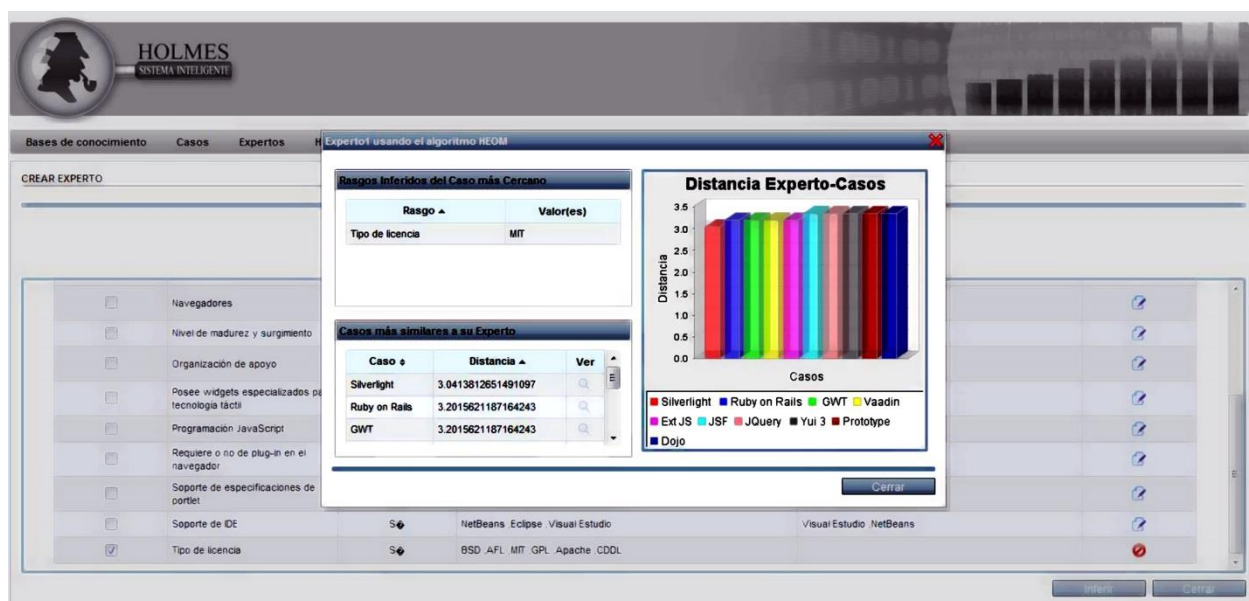 HOLMES
SISTEMA INTELIGENTE
Bases de conocimiento Casos Expertos H
CREAR EXPERTO
Experto1 usando el algoritmo HEOM
Rasgos Inferidos del Caso más Cercano
Rasgo Valor(es)
Tipo de licencia MIT
Casos más similares a su Experto
Caso Distancia Ver
Silverlight 3.0413812651491097
Ruby on Rails 3.2015621187164243
GWT 3.2015621187164243
Distancia Experto-Casos
Distancia
3.5
3.0
2.5
2.0
1.5
1.0
0.5
0.0
Casos
Silverlight Ruby on Rails GWT Vaadin
Ext JS JSF JQuery Yui 3 Prototype
Dojo
Cerrar
Navegadores
Nivel de madurez y surgimiento
Organización de apoyo
Posee widgets especializados pa
tecnología táctil
Programación JavaScript
Requiere o no de plug-in en el
navegador
Soporte de especificaciones de
portlet
Soporte de IDE S� NetBeans ,Eclipse ,Visual Estudio Visual Estudio ,NetBeans
Tipo de licencia S� BSD ,AFL ,MIT ,GPL ,Apache ,CDDL
Inferir Cerrar